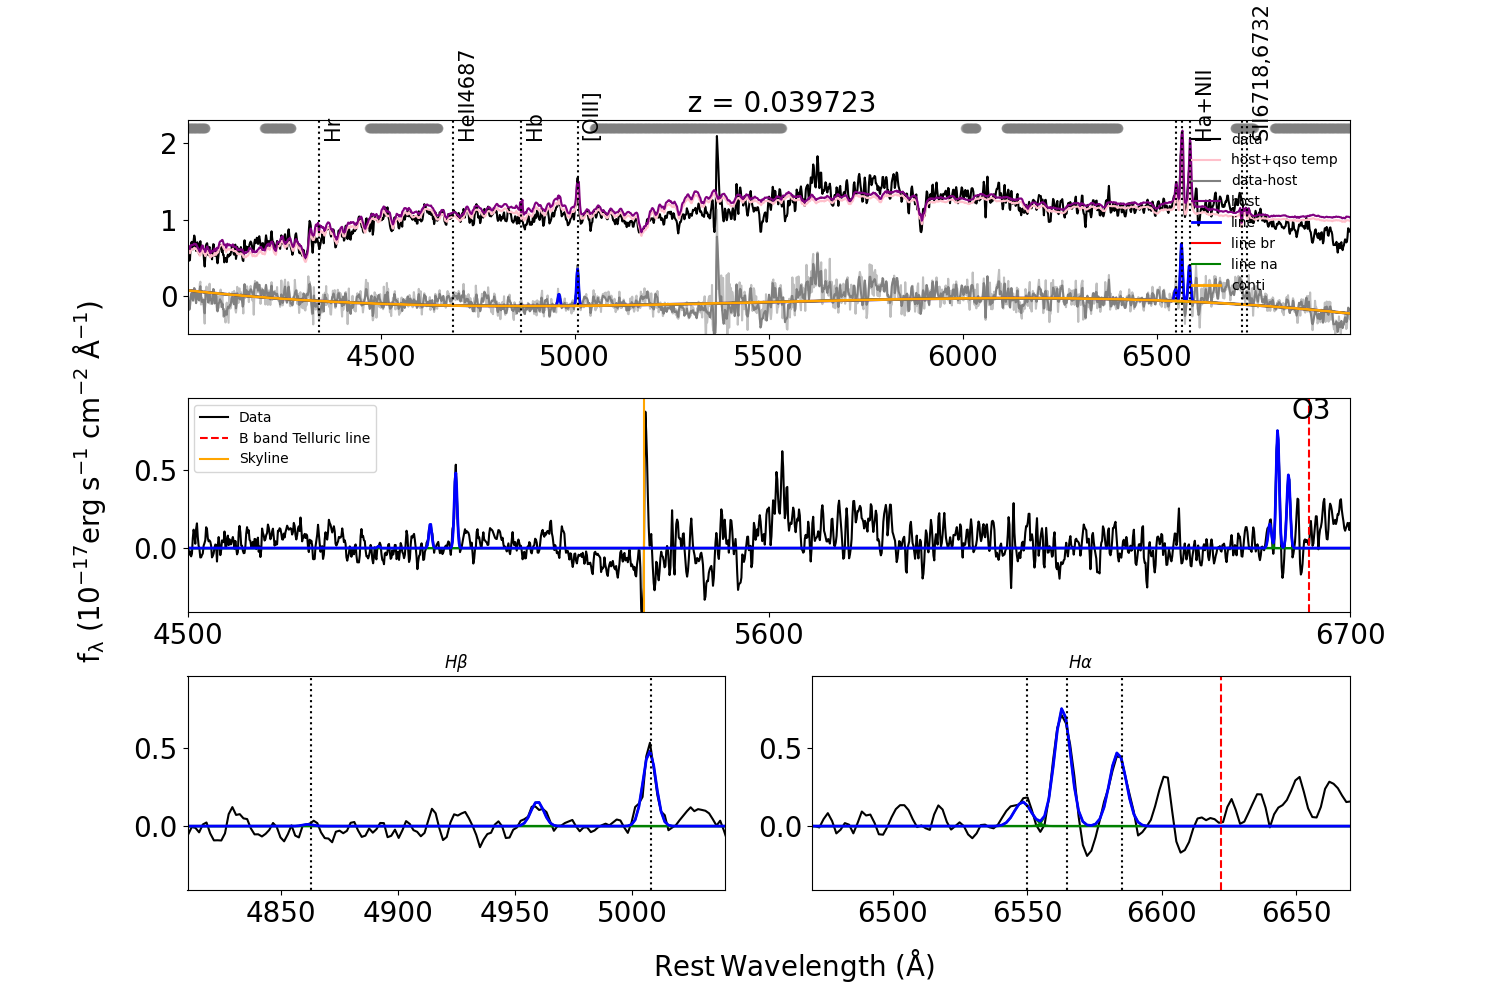 Hr
HeII4687
Hb
[OIII]
Ha+NII
SII6718,6732
z = 0.039723
2
1
0
data
host+qso temp
data-host
host
line
line br
line na
conti
4500 5000 5500 6000 6500
Data
B band Telluric line
Skyline
O3
0.5
0.0
4500 5600 6700
fλ (10−17erg s−1 cm−2 Å−1)
Hβ
0.5
0.0
4850 4900 4950 5000
Hα
0.5
0.0
6500 6550 6600 6650
Rest Wavelength (Å)